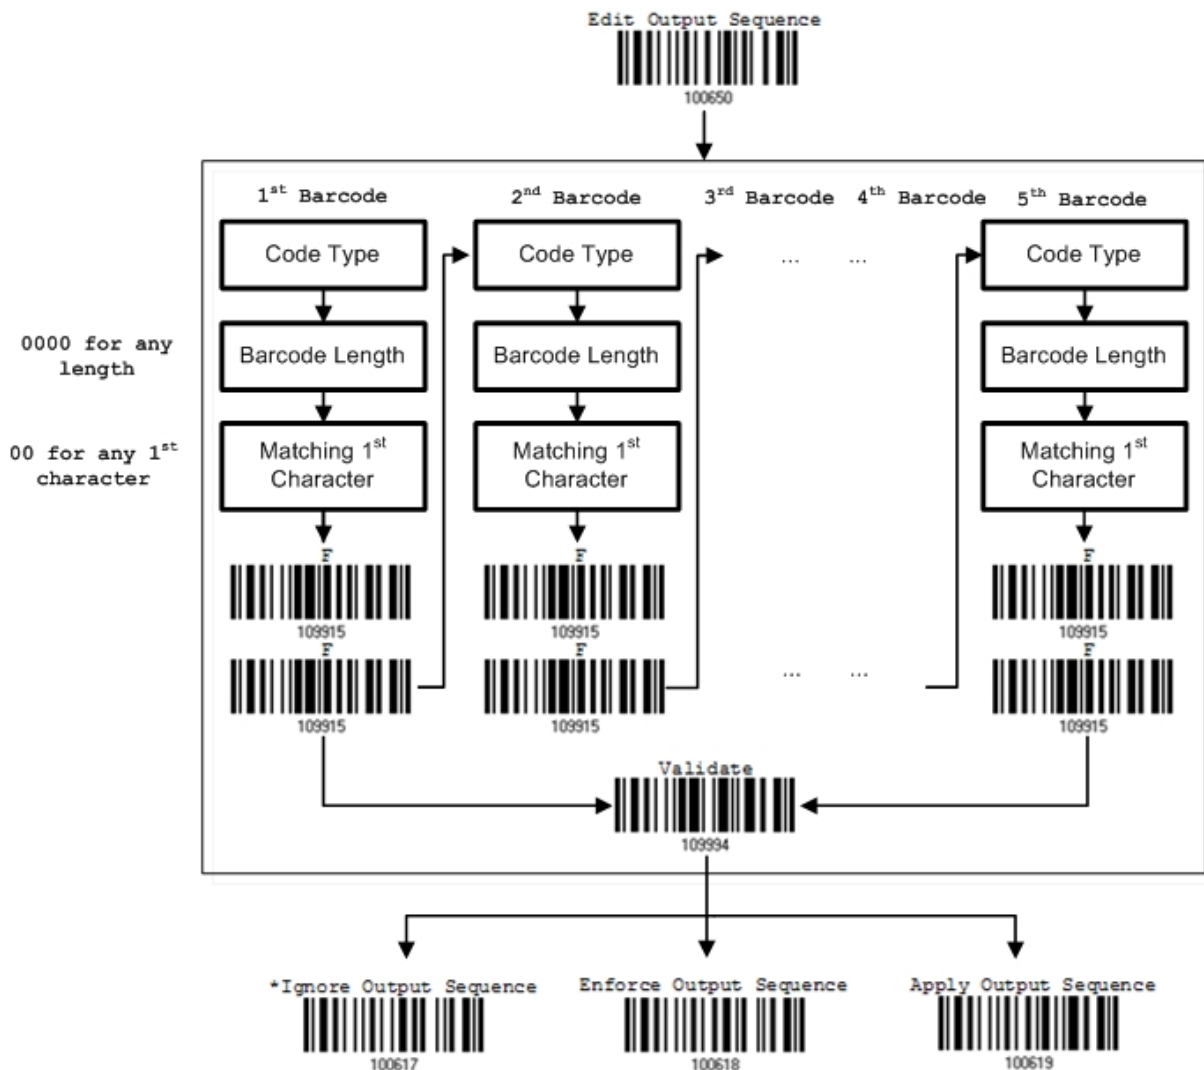 Edit Output Sequence
100650
1st Barcode 2nd Barcode 3rd Barcode 4th Barcode 5th Barcode
Code Type Code Type ... ... Code Type
0000 for any
length
Barcode Length Barcode Length Barcode Length
00 for any 1st
character
Matching 1st
Character
Matching 1st
Character
Matching 1st
Character
F F F
109915 109915 109915
F F F
... ...
109915 109915 109915
Validate
109994
*Ignore Output Sequence Enforce Output Sequence Apply Output Sequence
100617 100618 100619